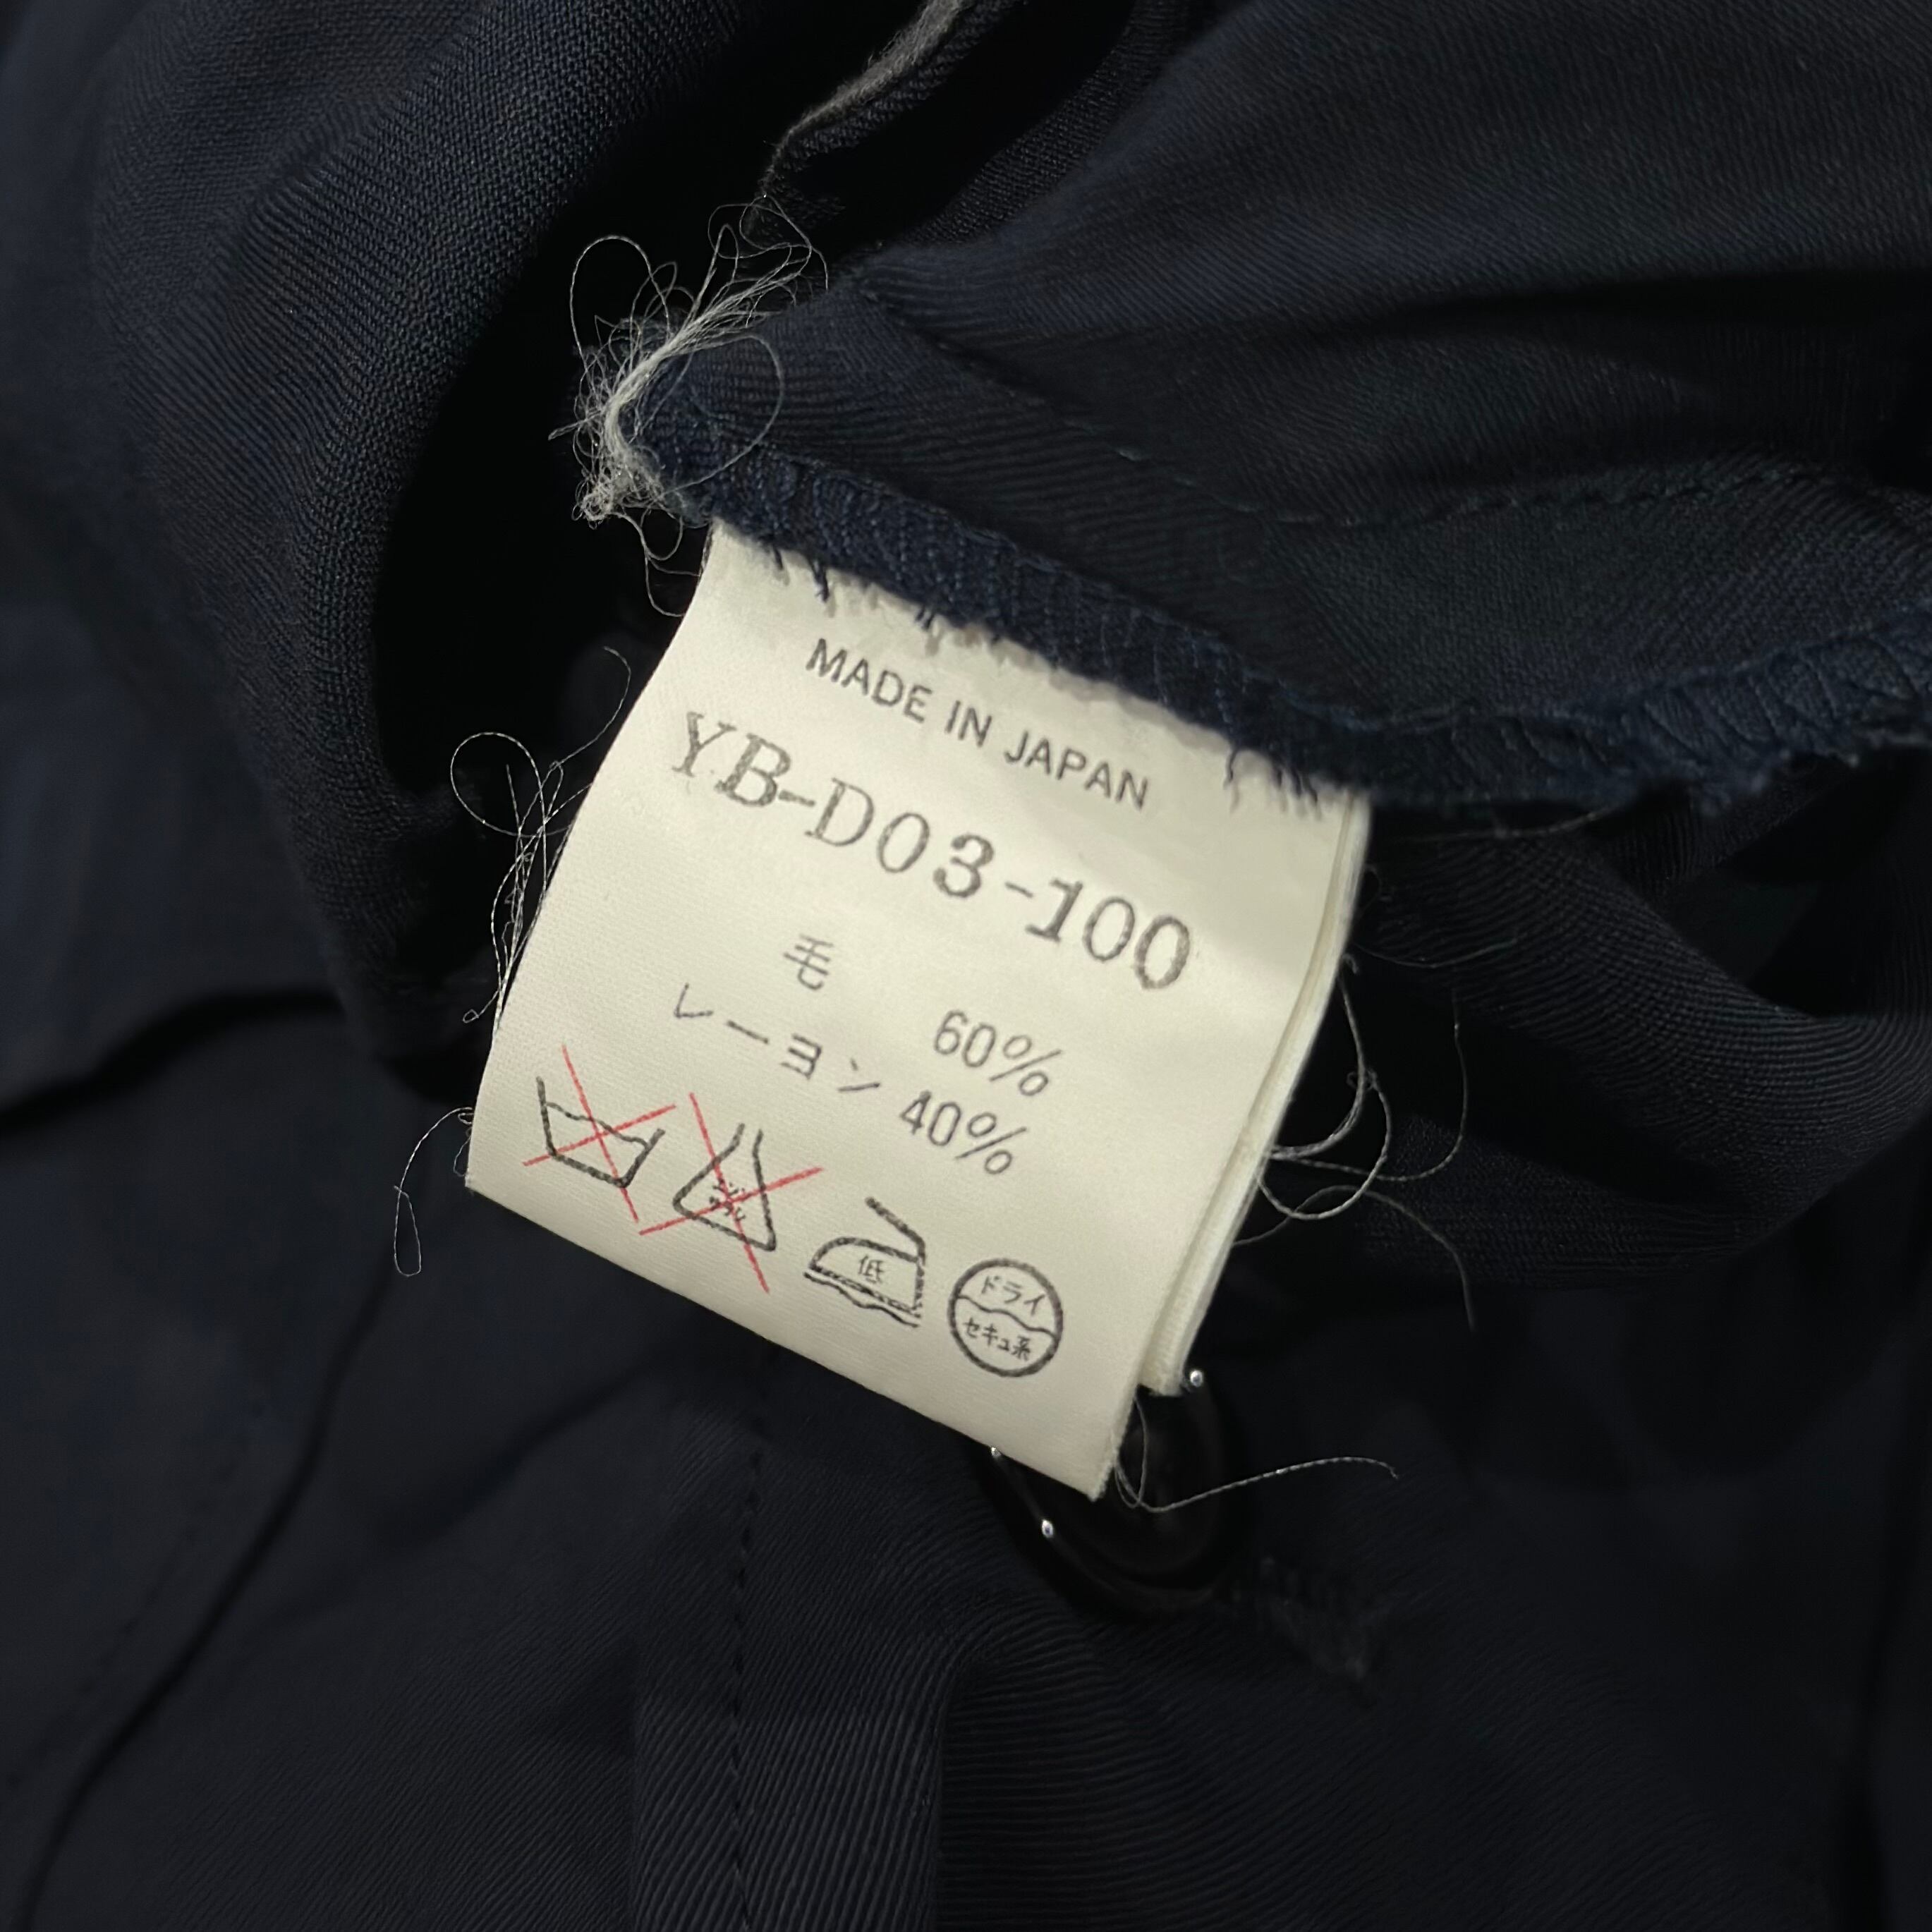 MADE IN JAPAN
YB-D03-100
毛 60%
レーヨン 40%
低
ドライ
セキュ系